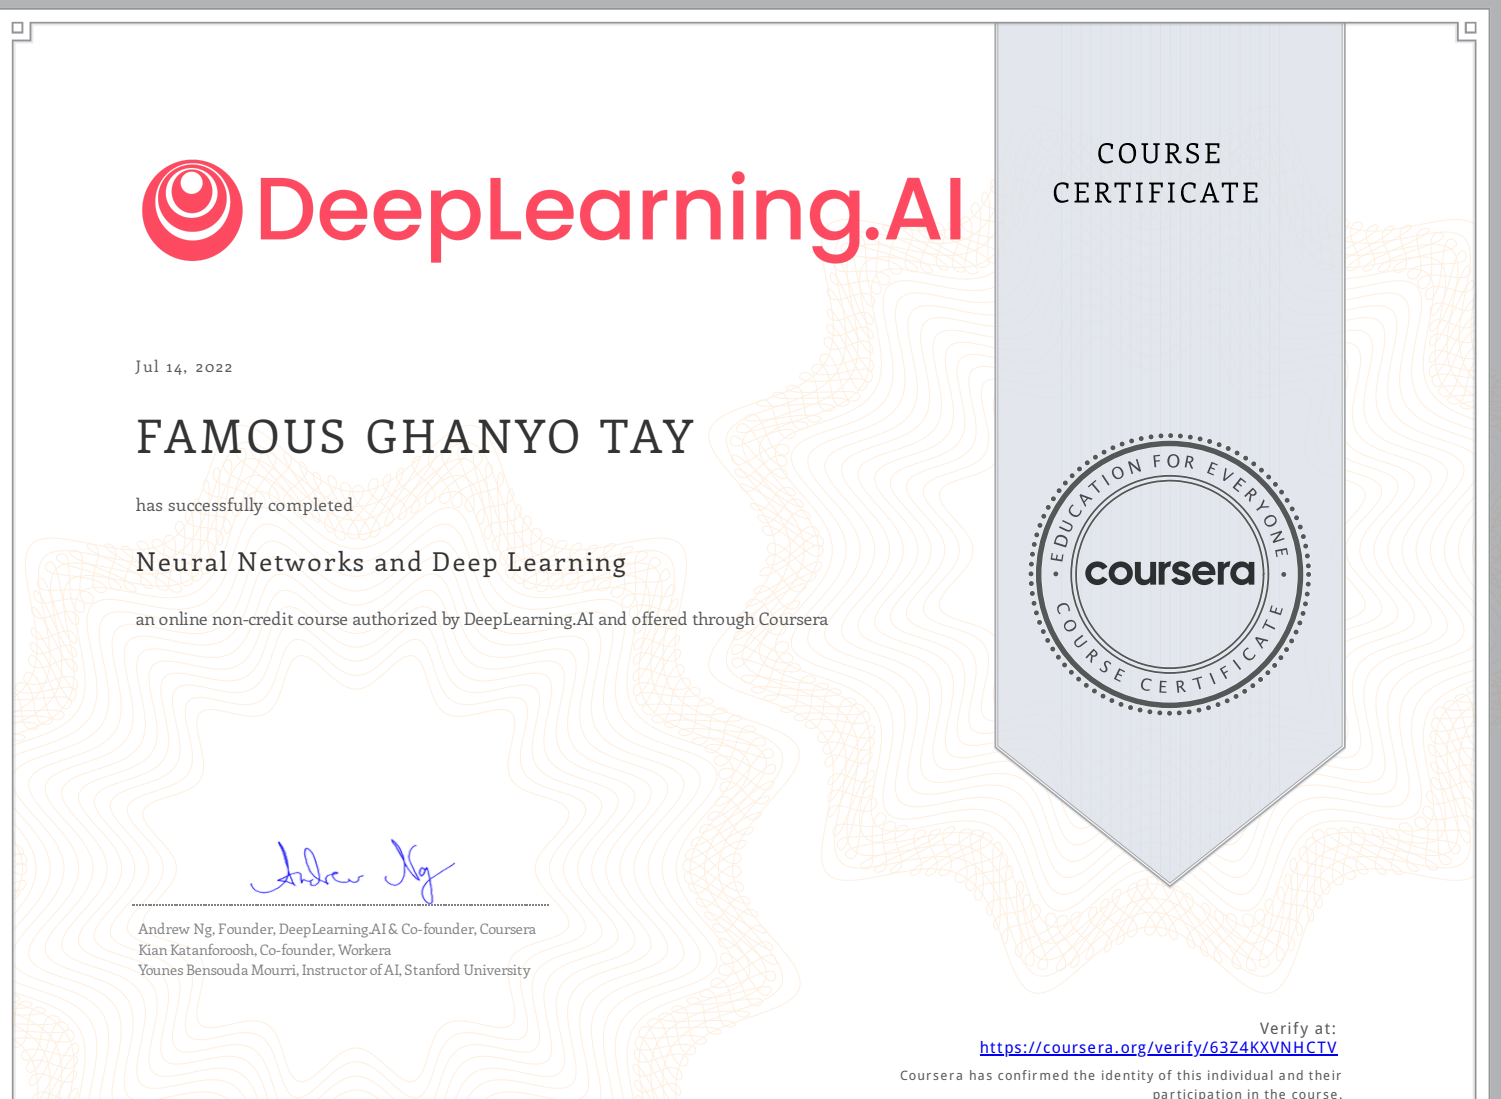 DeepLearning.AI
COURSE
CERTIFICATE
Jul 14, 2022
FAMOUS GHANYO TAY
has successfully completed
Neural Networks and Deep Learning
an online non-credit course authorized by DeepLearning.AI and offered through Coursera
EDUCATION FOR EVERYONE
coursera
COURSE CERTIFICATE
Andrew Ng
Andrew Ng, Founder, DeepLearning.AI & Co-founder, Coursera
Kian Katanforoosh, Co-founder, Workera
Younes Bensouda Mourri, Instructor of AI, Stanford University
Verify at:
https://coursera.org/verify/63Z4KXVNHCTV
Coursera has confirmed the identity of this individual and their
participation in the course.